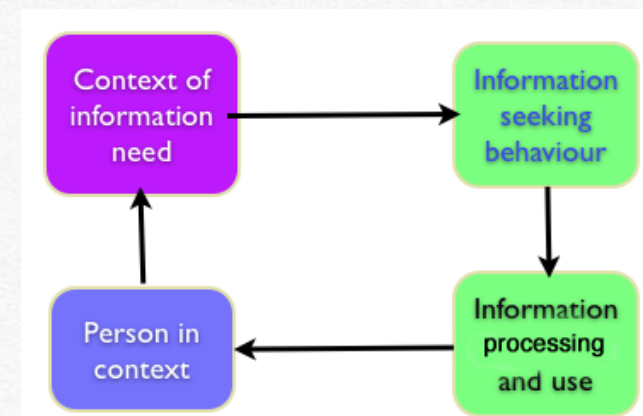 Context of
information
need
Information
seeking
behaviour
Person in
context
Information
processing
and use